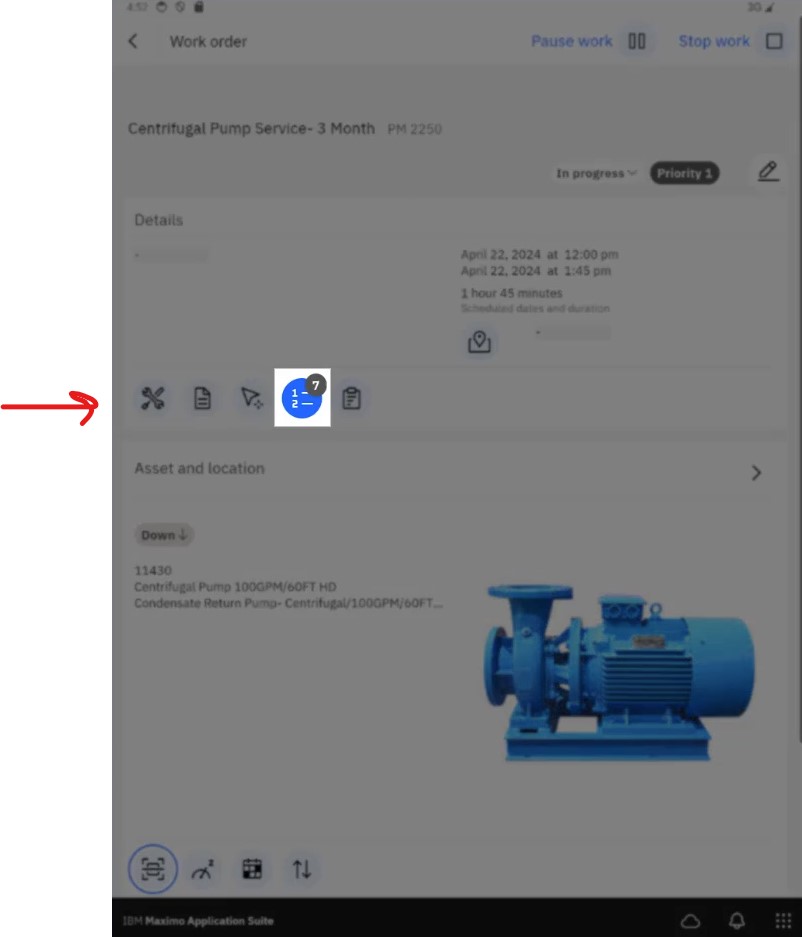 4:52
3G
Work order
Pause work
Stop work
Centrifugal Pump Service- 3 Month PM 2250
In progress
Priority 1
Details
-
April 22, 2024 at 12:00 pm
April 22, 2024 at 1:45 pm
1 hour 45 minutes
Scheduled dates and duration
-
1
2
7
Asset and location
Down ↓
11430
Centrifugal Pump 100GPM/60FT HD
Condensate Return Pump- Centrifugal/100GPM/60FT...
z
IBM Maximo Application Suite